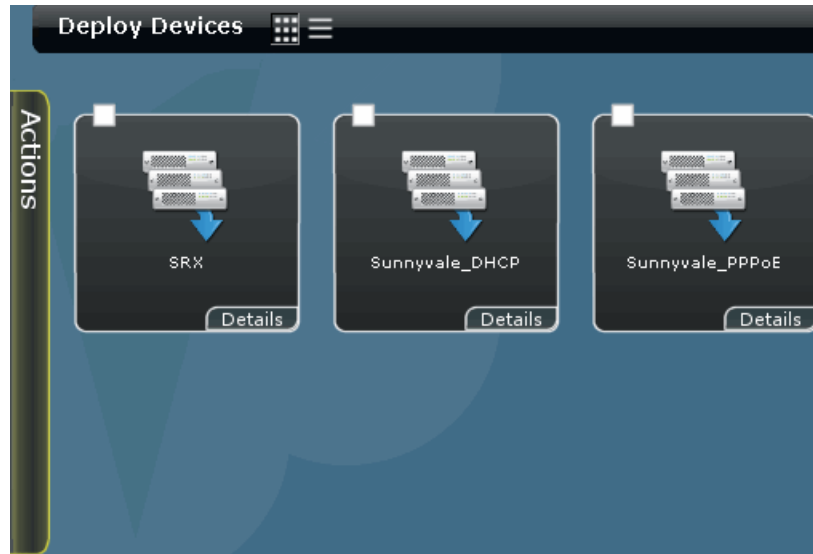 Deploy Devices
Actions
SRX
Sunnyvale_DHCP
Sunnyvale_PPPoE
Details
Details
Details